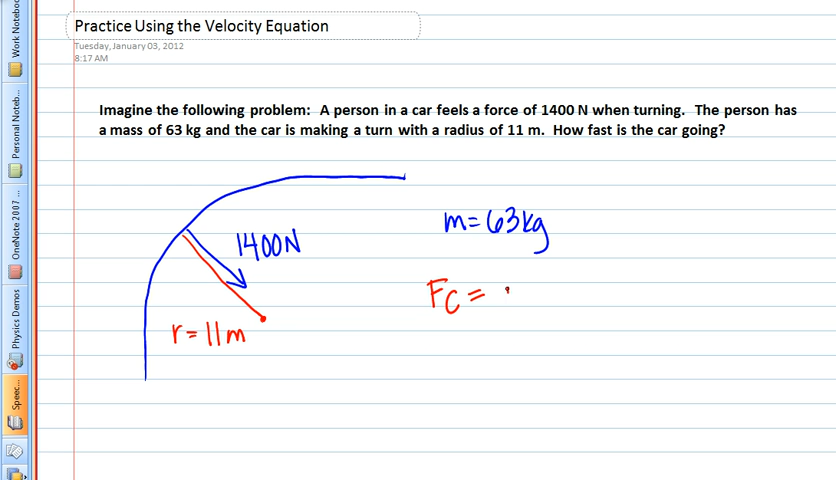 Practice Using the Velocity Equation
Tuesday, January 03, 2012
8:17 AM
Imagine the following problem: A person in a car feels a force of 1400 N when turning. The person has
a mass of 63 kg and the car is making a turn with a radius of 11 m. How fast is the car going?
m=63kg
1400N
Fc=
r=11m
Work Notebo
Personal Noteb...
OneNote 2007 ...
Physics Demos
Speec...